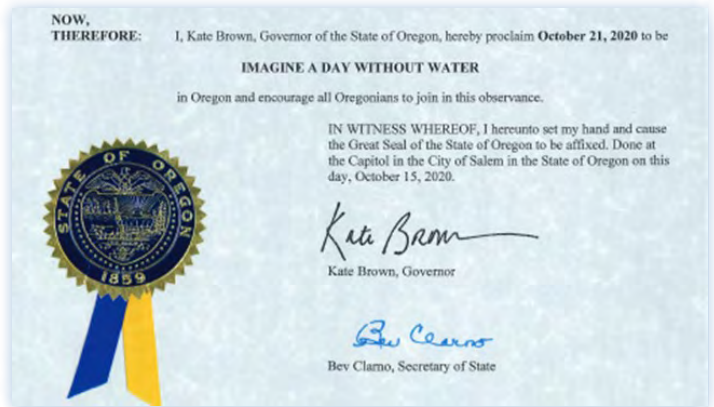 NOW,
THEREFORE: I, Kate Brown, Governor of the State of Oregon, hereby proclaim October 21, 2020 to be
IMAGINE A DAY WITHOUT WATER
in Oregon and encourage all Oregonians to join in this observance.
IN WITNESS WHEREOF, I hereunto set my hand and cause
the Great Seal of the State of Oregon to be affixed. Done at
the Capitol in the City of Salem in the State of Oregon on this
day, October 15, 2020.
STATE OF OREGON
1859
Kate Brown
Kate Brown, Governor
Bev Clarno
Bev Clarno, Secretary of State